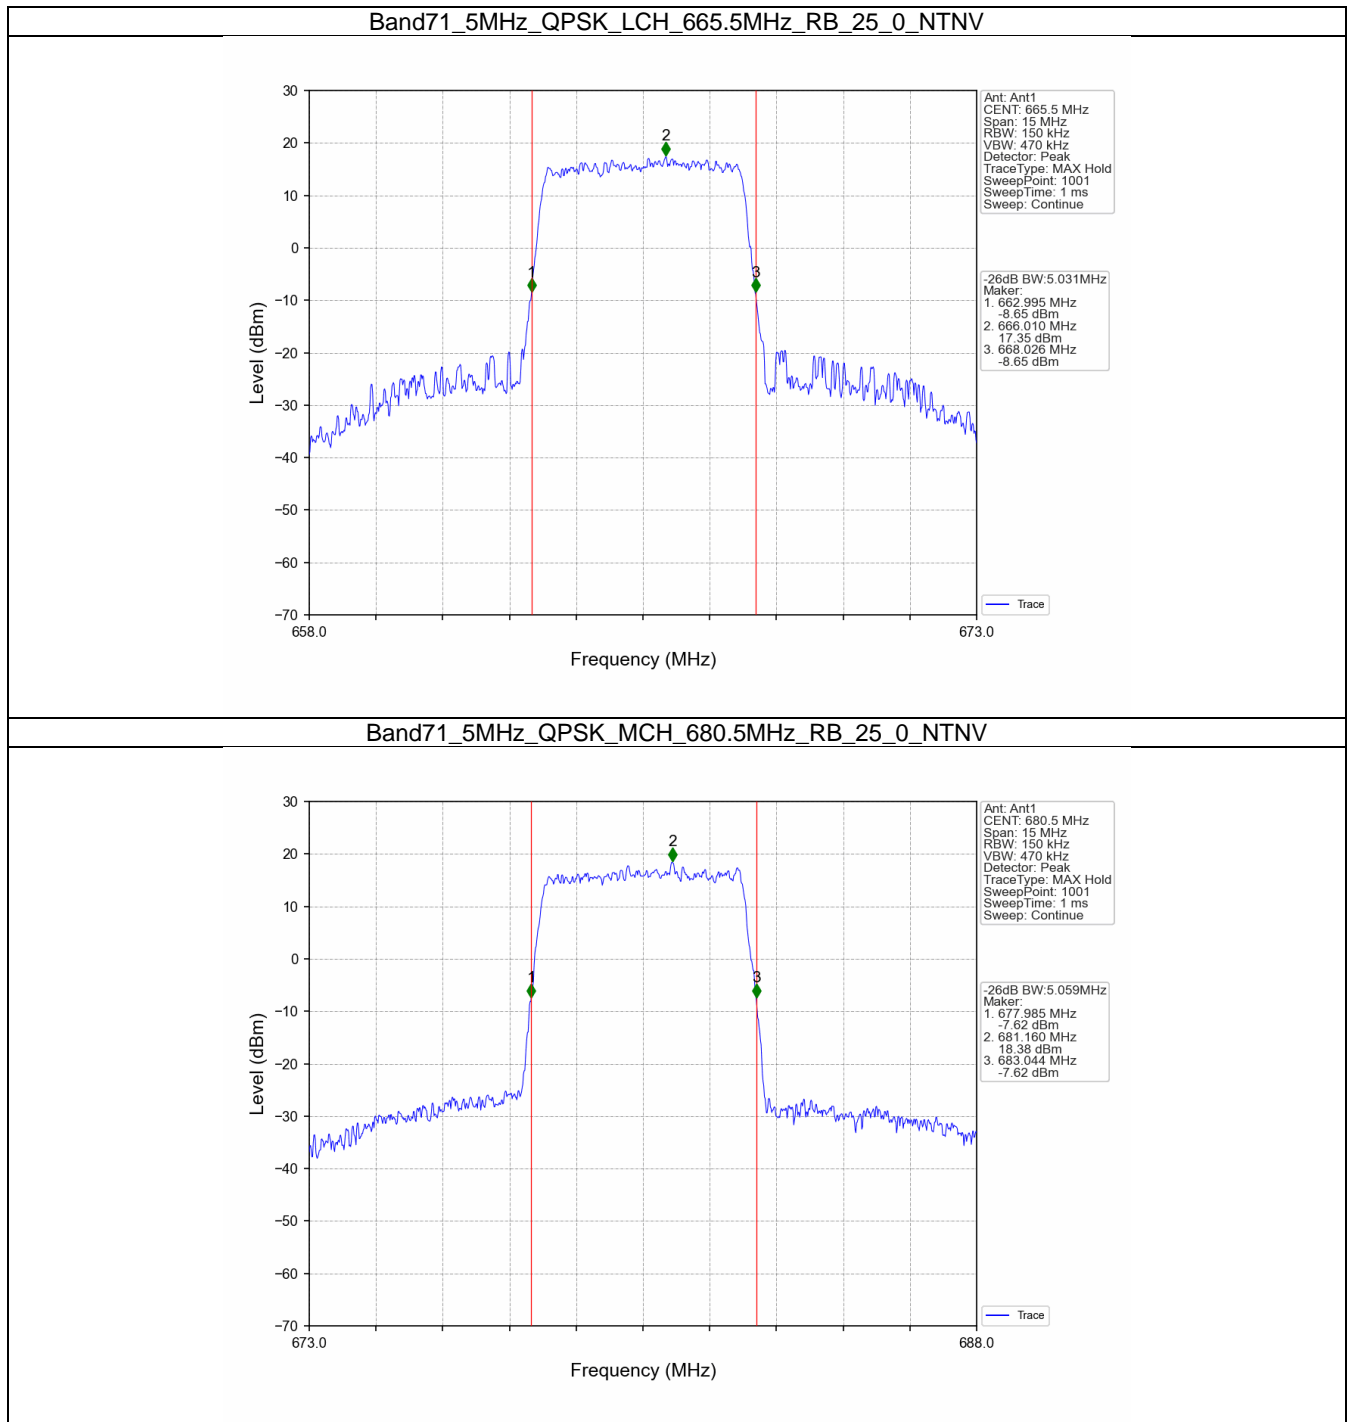 Band71_5MHz_QPSK_LCH_665.5MHz_RB_25_0_NTNV
30
20
10
0
−10
−20
−30
−40
−50
−60
−70
Level (dBm)
658.0
673.0
Frequency (MHz)
1
2
3
Ant: Ant1
CENT: 665.5 MHz
Span: 15 MHz
RBW: 150 kHz
VBW: 470 kHz
Detector: Peak
TraceType: MAX Hold
SweepPoint: 1001
SweepTime: 1 ms
Sweep: Continue
-26dB BW:5.031MHz
Maker:
1. 662.995 MHz
-8.65 dBm
2. 666.010 MHz
17.35 dBm
3. 668.026 MHz
-8.65 dBm
Trace
Band71_5MHz_QPSK_MCH_680.5MHz_RB_25_0_NTNV
30
20
10
0
−10
−20
−30
−40
−50
−60
−70
Level (dBm)
673.0
688.0
Frequency (MHz)
1
2
3
Ant: Ant1
CENT: 680.5 MHz
Span: 15 MHz
RBW: 150 kHz
VBW: 470 kHz
Detector: Peak
TraceType: MAX Hold
SweepPoint: 1001
SweepTime: 1 ms
Sweep: Continue
-26dB BW:5.059MHz
Maker:
1. 677.985 MHz
-7.62 dBm
2. 681.160 MHz
18.38 dBm
3. 683.044 MHz
-7.62 dBm
Trace